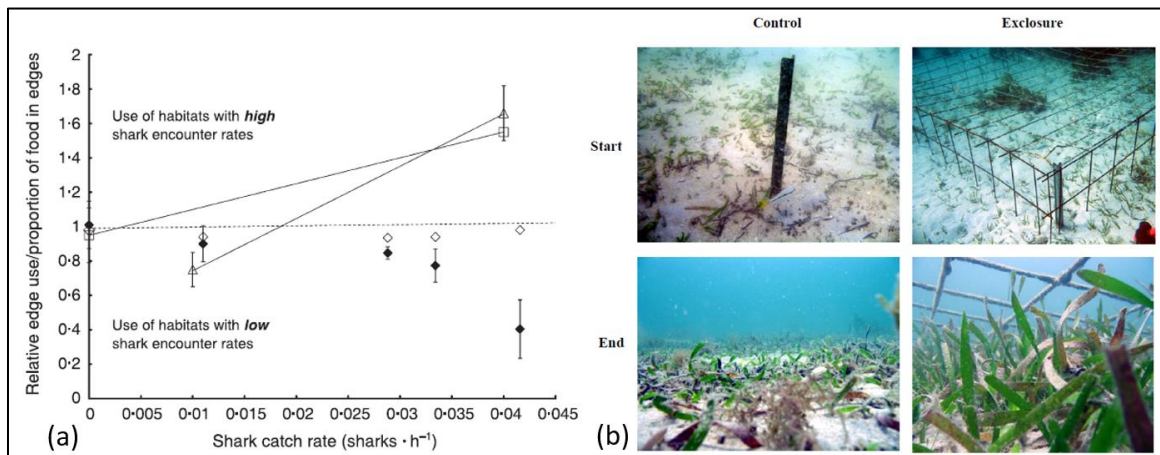 Relative edge use/proportion of food in edges
2
1·8
1·6
1·4
1·2
1
0·8
0·6
0·4
0·2
0
Use of habitats with high
shark encounter rates
Use of habitats with low
shark encounter rates
0 0·005 0·01 0·015 0·02 0·025 0·03 0·035 0·04 0·045
Shark catch rate (sharks · h⁻¹)
(a)
Control Exclosure
Start
End
(b)